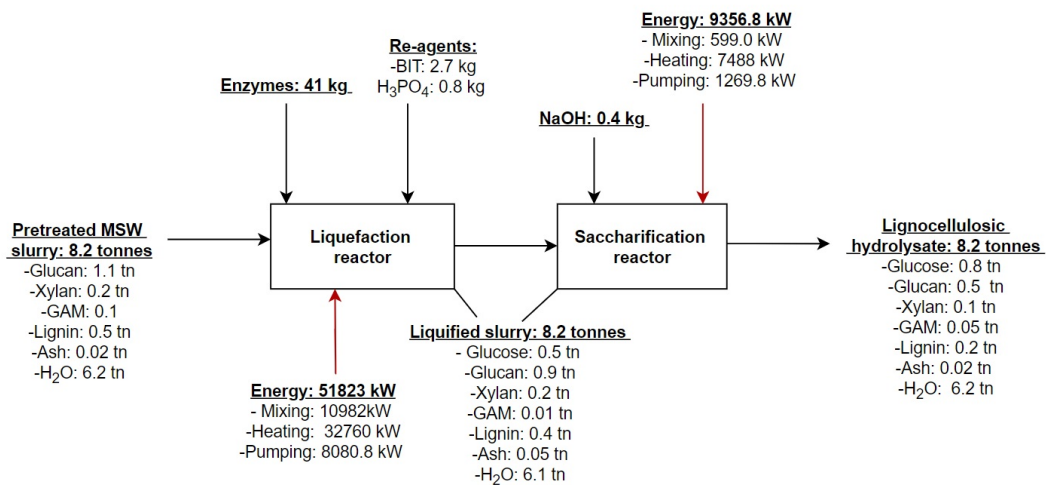 Energy: 9356.8 kW
- Mixing: 599.0 kW
-Heating: 7488 kW
-Pumping: 1269.8 kW
Re-agents:
-BIT: 2.7 kg
H3PO4: 0.8 kg
Enzymes: 41 kg
NaOH: 0.4 kg
Pretreated MSW
slurry: 8.2 tonnes
-Glucan: 1.1 tn
-Xylan: 0.2 tn
-GAM: 0.1
-Lignin: 0.5 tn
-Ash: 0.02 tn
-H2O: 6.2 tn
Liquefaction
reactor
Saccharification
reactor
Lignocellulosic
hydrolysate: 8.2 tonnes
-Glucose: 0.8 tn
-Glucan: 0.5 tn
-Xylan: 0.1 tn
-GAM: 0.05 tn
-Lignin: 0.2 tn
-Ash: 0.02 tn
-H2O: 6.2 tn
Energy: 51823 kW
- Mixing: 10982kW
-Heating: 32760 kW
-Pumping: 8080.8 kW
Liquified slurry: 8.2 tonnes
- Glucose: 0.5 tn
-Glucan: 0.9 tn
-Xylan: 0.2 tn
-GAM: 0.01 tn
-Lignin: 0.4 tn
-Ash: 0.05 tn
-H2O: 6.1 tn